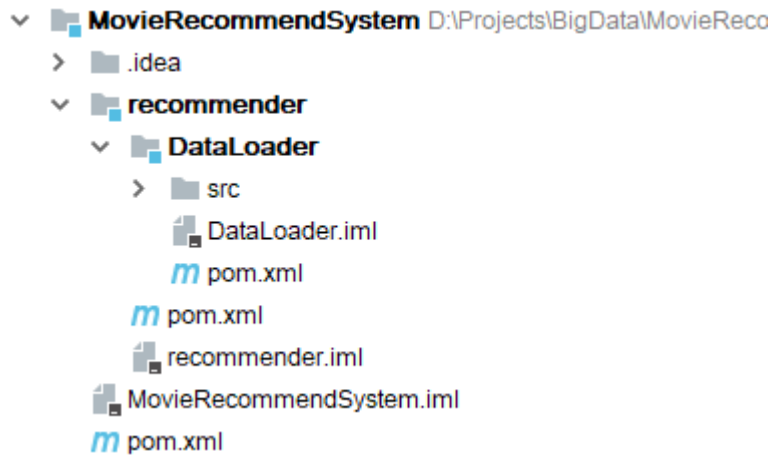 MovieRecommendSystem D:\Projects\BigData\MovieReco
.idea
recommender
DataLoader
src
DataLoader.iml
m pom.xml
m pom.xml
recommender.iml
MovieRecommendSystem.iml
m pom.xml